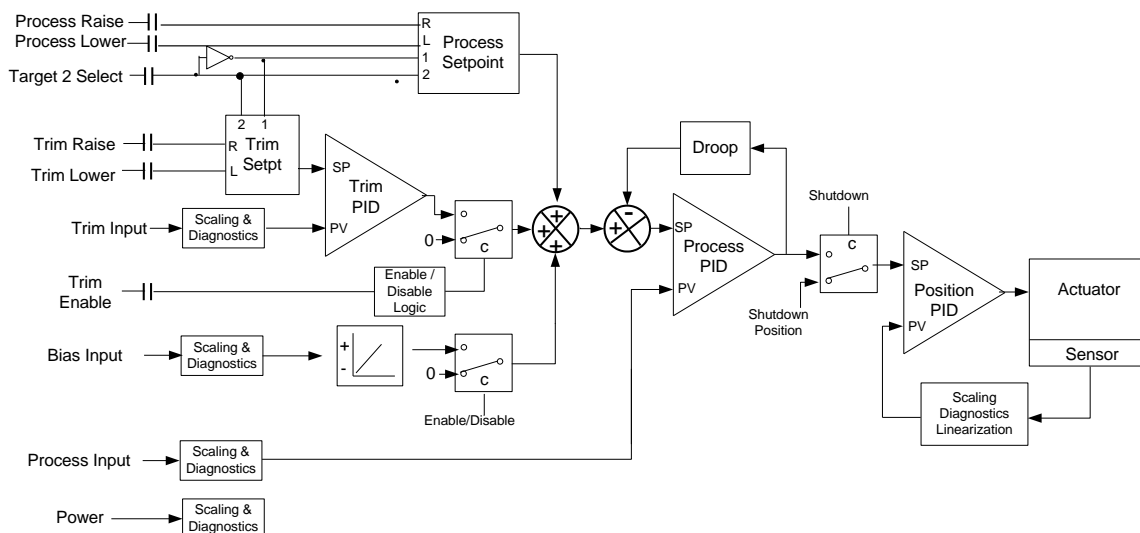 Process Raise
Process Lower
Target 2 Select
R
L
1
2
Process
Setpoint
2 1
Trim Raise
Trim Lower
R
L
Trim
Setpt
SP
Trim
PID
PV
Trim Input
Scaling &
Diagnostics
0
C
Trim
Enable
Enable /
Disable
Logic
+
+ +
+
Droop
-
+
SP
Process
PID
PV
Shutdown
C
Shutdown
Position
SP
Position
PID
PV
Actuator
Sensor
Scaling
Diagnostics
Linearization
Bias Input
Scaling &
Diagnostics
+
-
0
C
Enable/Disable
Process Input
Scaling &
Diagnostics
Power
Scaling &
Diagnostics